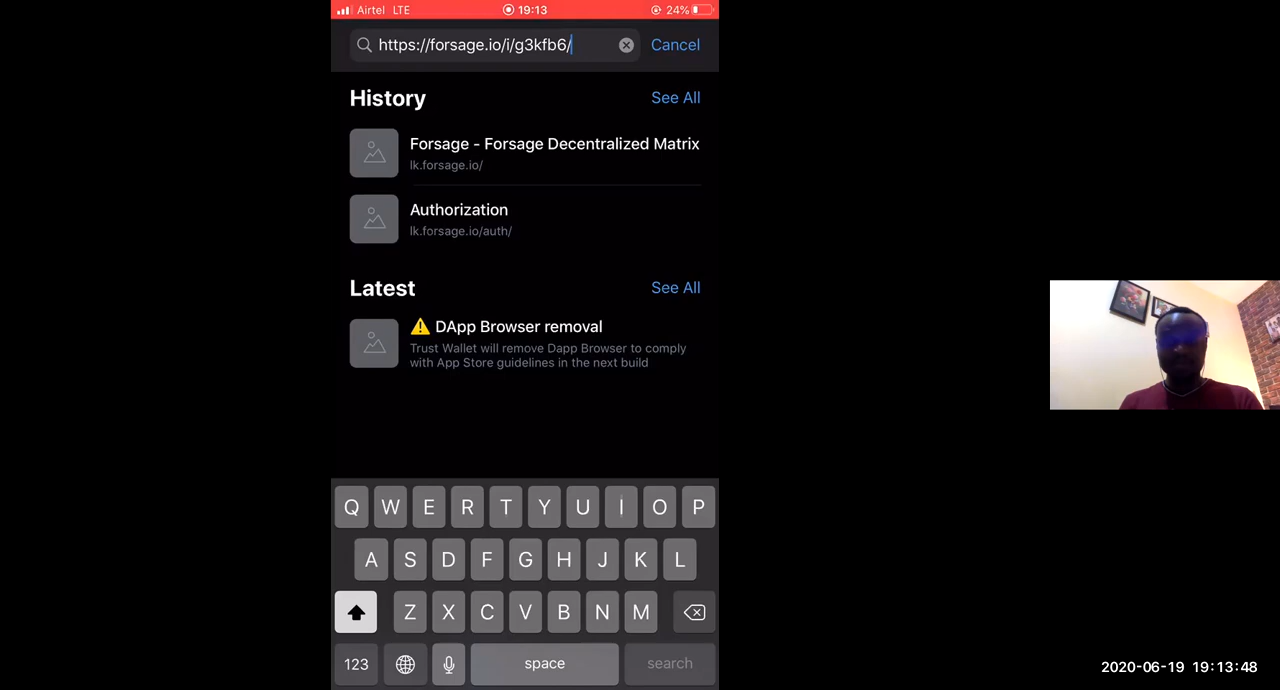 Airtel LTE 19:13 24%
https://forsage.io/i/g3kfb6/ Cancel
History See All
Forsage - Forsage Decentralized Matrix
lk.forsage.io/
Authorization
lk.forsage.io/auth/
Latest See All
⚠️ DApp Browser removal
Trust Wallet will remove Dapp Browser to comply
with App Store guidelines in the next build
Q W E R T Y U I O P
A S D F G H J K L
Z X C V B N M
123 space search
2020-06-19 19:13:48